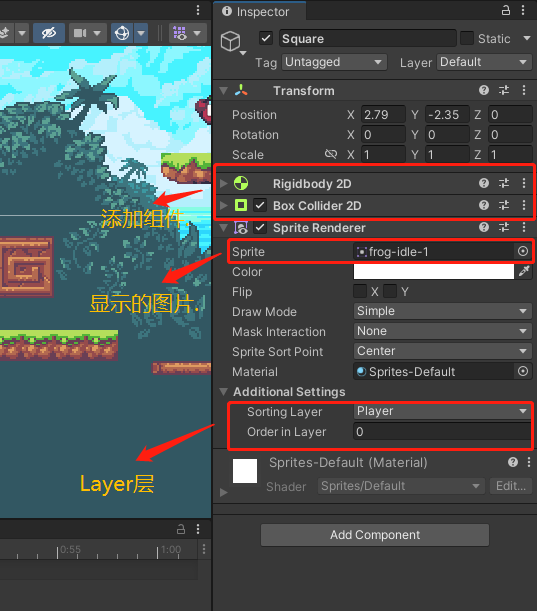 Inspector
Square
Static
Tag Untagged Layer Default
Transform
Position X 2.79 Y -2.35 Z 0
Rotation X 0 Y 0 Z 0
Scale X 1 Y 1 Z 1
Rigidbody 2D
Box Collider 2D
添加组件.
Sprite Renderer
Sprite frog-idle-1
Color
显示的图片.
Flip X Y
Draw Mode Simple
Mask Interaction None
Sprite Sort Point Center
Material Sprites-Default
Additional Settings
Sorting Layer Player
Order in Layer 0
Layer层
Sprites-Default (Material)
Shader Sprites/Default Edit...
Add Component
0:55 1:00